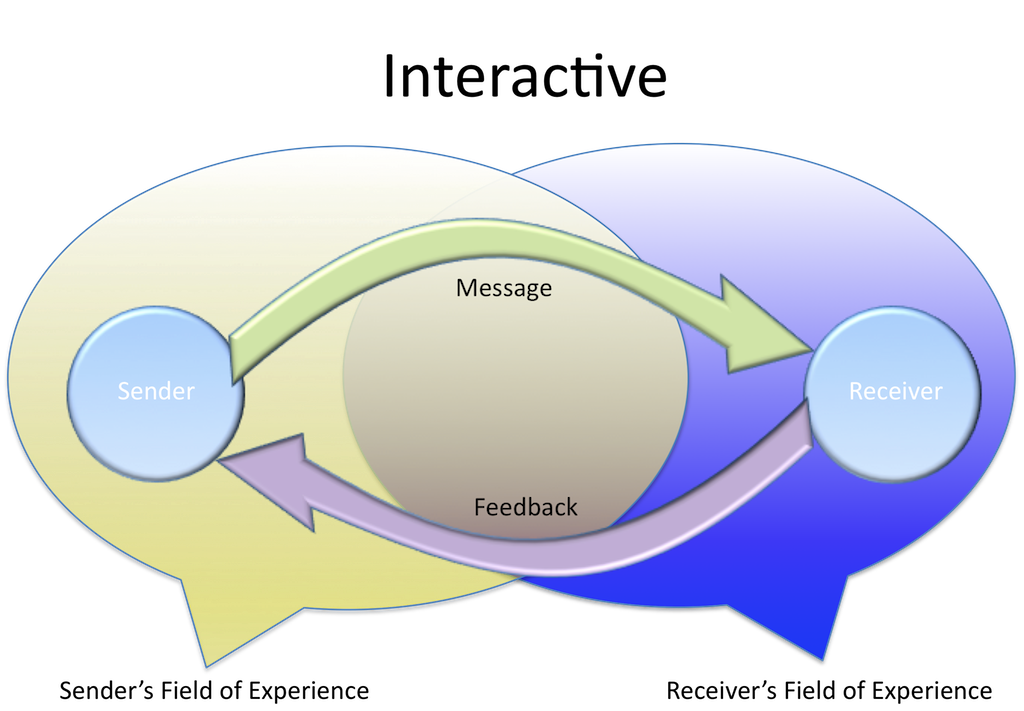 Interactive
Message
Sender
Receiver
Feedback
Sender’s Field of Experience
Receiver’s Field of Experience